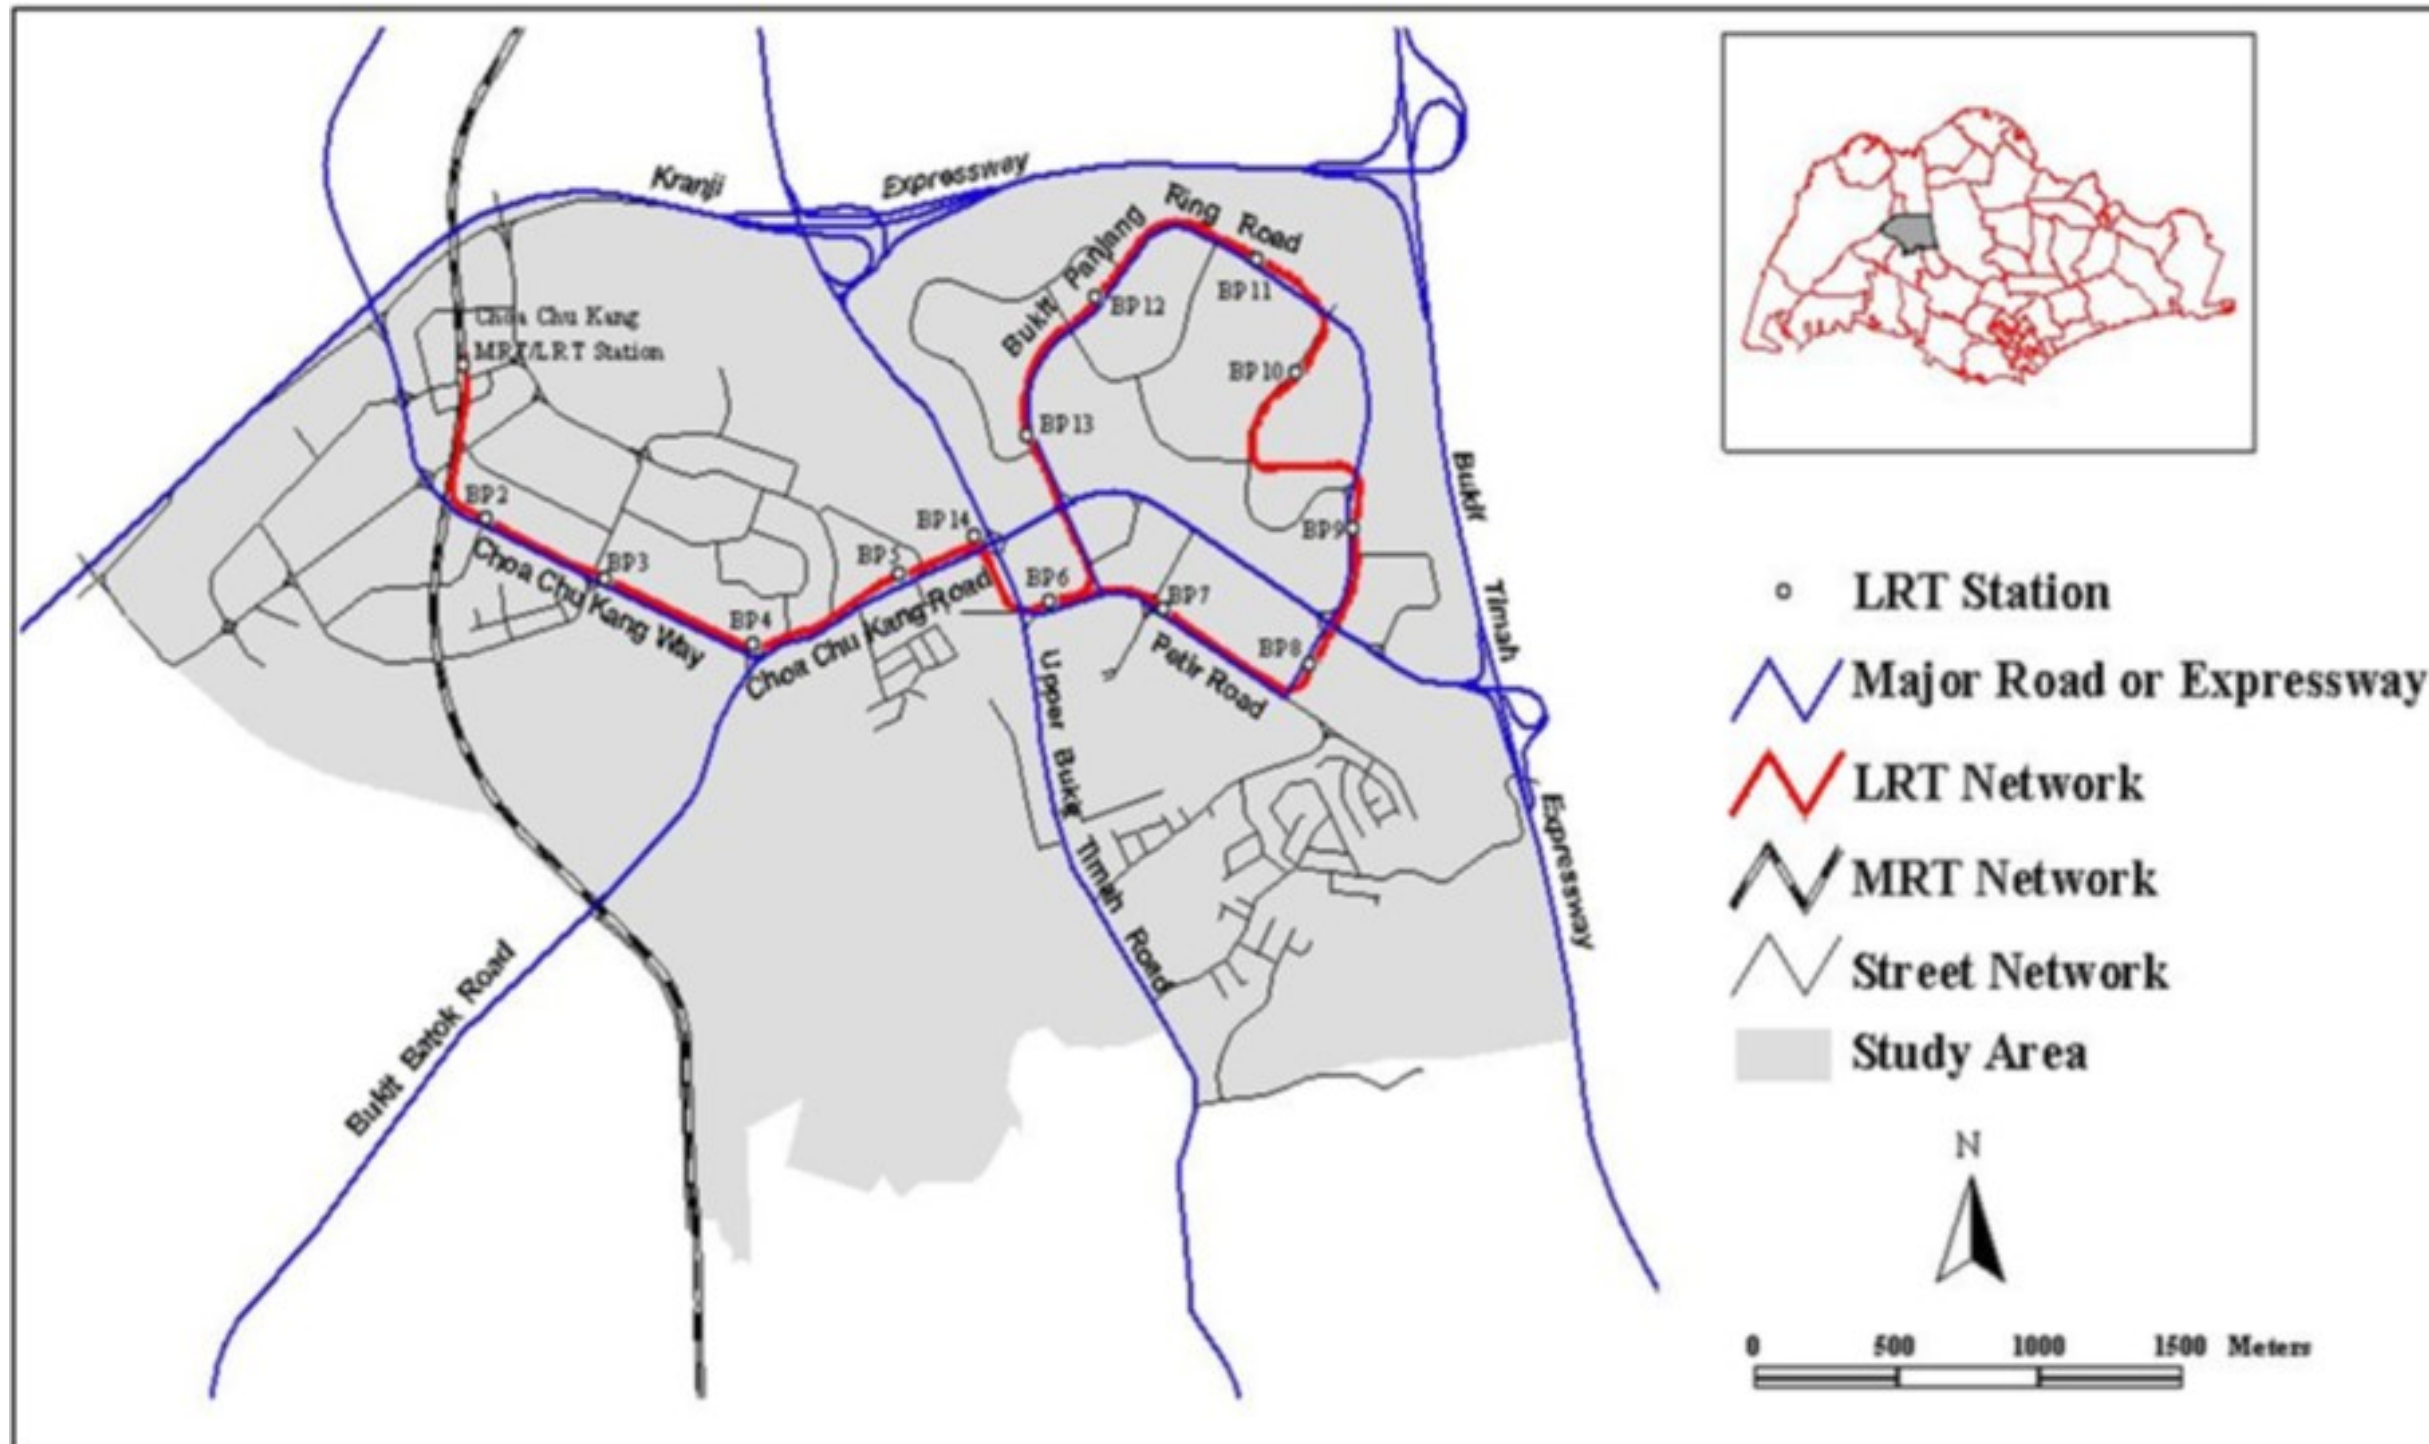 Kranji
Expressway
Bukit Panjang
Ring Road
BP11
BP12
BP10
Choa Chu Kang
MRT/LRT Station
BP13
BP2
BP14
BP9
BP5
BP3
BP6
BP7
BP4
BP8
Choa Chu Kang Way
Choa Chu Kang Road
Petir Road
Upper Bukit Timah Road
Bukit Timah Expressway
Bukit Batok Road
LRT Station
Major Road or Expressway
LRT Network
MRT Network
Street Network
Study Area
N
0 500 1000 1500 Meters